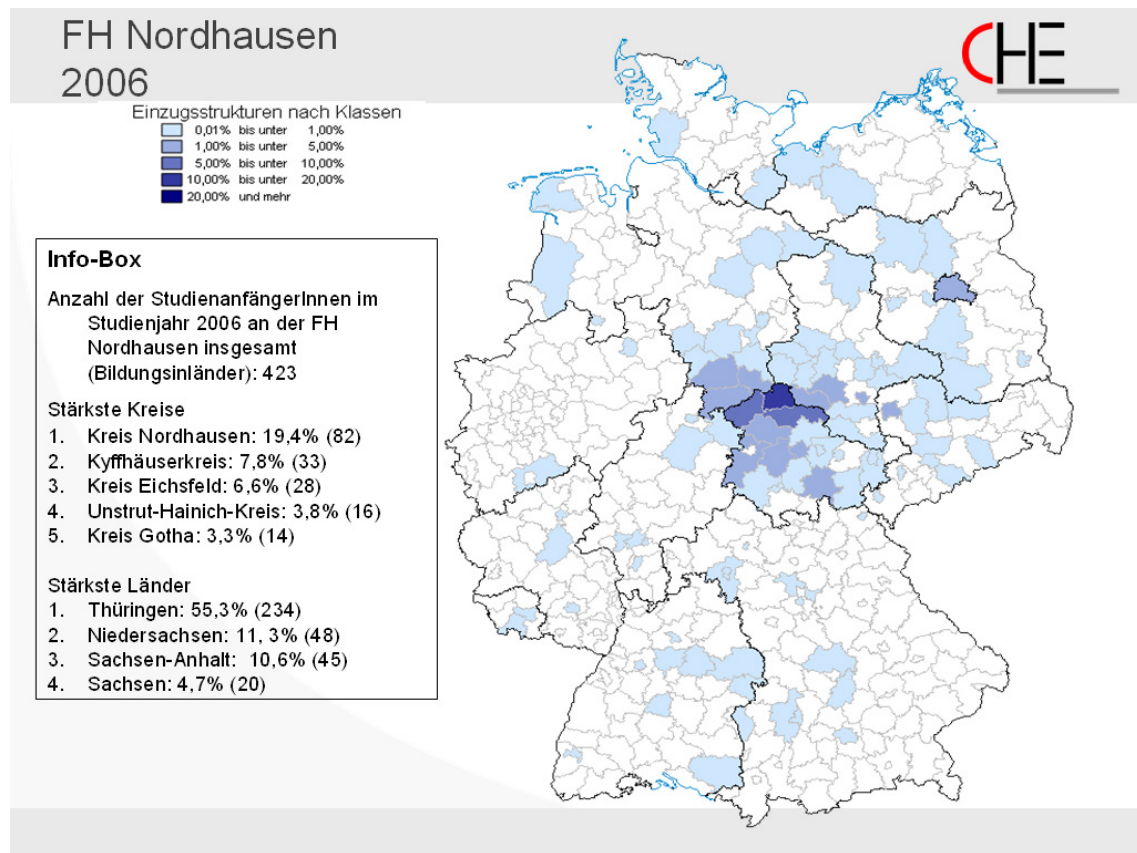 FH Nordhausen
2006
CHE
Einzugsstrukturen nach Klassen
0,01% bis unter 1,00%
1,00% bis unter 5,00%
5,00% bis unter 10,00%
10,00% bis unter 20,00%
20,00% und mehr
Info-Box
Anzahl der StudienanfängerInnen im
Studienjahr 2006 an der FH
Nordhausen insgesamt
(Bildungsinländer): 423
Stärkste Kreise
1. Kreis Nordhausen: 19,4% (82)
2. Kyffhäuserkreis: 7,8% (33)
3. Kreis Eichsfeld: 6,6% (28)
4. Unstrut-Hainich-Kreis: 3,8% (16)
5. Kreis Gotha: 3,3% (14)
Stärkste Länder
1. Thüringen: 55,3% (234)
2. Niedersachsen: 11, 3% (48)
3. Sachsen-Anhalt: 10,6% (45)
4. Sachsen: 4,7% (20)